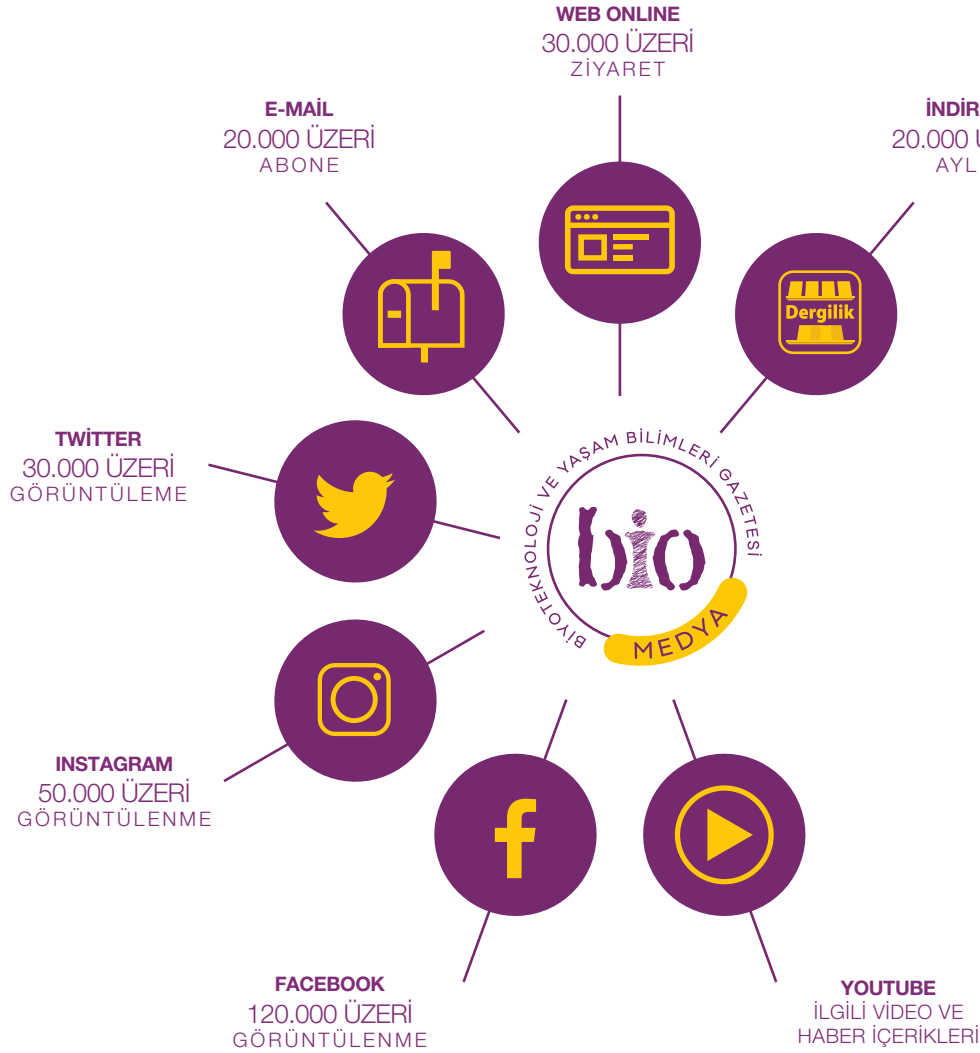 WEB ONLINE
30.000 ÜZERİ
ZİYARET
E-MAİL
20.000 ÜZERİ
ABONE
İNDİR
20.000
AYL
Dergilik
TWİTTER
30.000 ÜZERİ
GÖRÜNTÜLEME
BİYOTEKNOLOJİ VE YAŞAM BİLİMLERİ GAZETESİ
bio
MEDYA
INSTAGRAM
50.000 ÜZERİ
GÖRÜNTÜLENME
FACEBOOK
120.000 ÜZERİ
GÖRÜNTÜLENME
YOUTUBE
İLGİLİ VİDEO VE
HABER İÇERİKLERİ